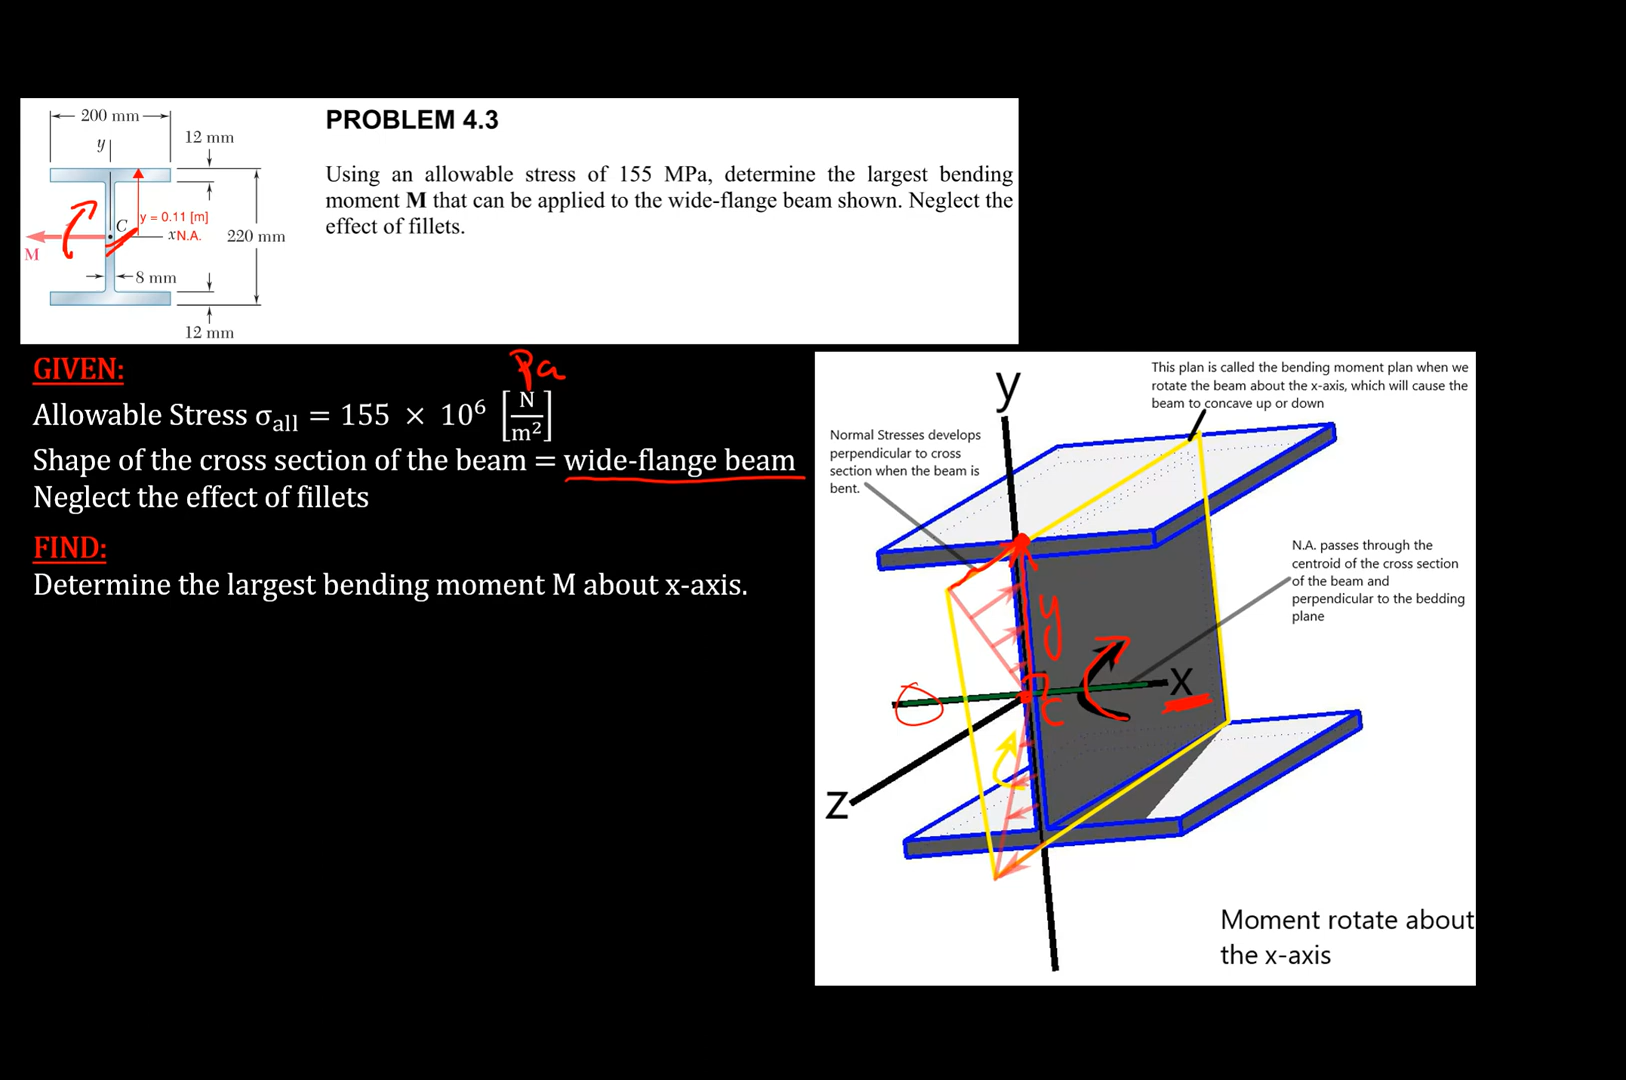 200 mm
12 mm
y
y = 0.11 [m]
C
xN.A.
220 mm
M
8 mm
12 mm
PROBLEM 4.3
Using an allowable stress of 155 MPa, determine the largest bending
moment M that can be applied to the wide-flange beam shown. Neglect the
effect of fillets.
GIVEN:
Pa
Allowable Stress σall = 155 × 10⁶ [N/m²]
Shape of the cross section of the beam = wide-flange beam
Neglect the effect of fillets
FIND:
Determine the largest bending moment M about x-axis.
This plan is called the bending moment plan when we
rotate the beam about the x-axis, which will cause the
beam to concave up or down
y
Normal Stresses develops
perpendicular to cross
section when the beam is
bent.
N.A. passes through the
centroid of the cross section
of the beam and
perpendicular to the bedding
plane
y
x
c
z
Moment rotate about
the x-axis